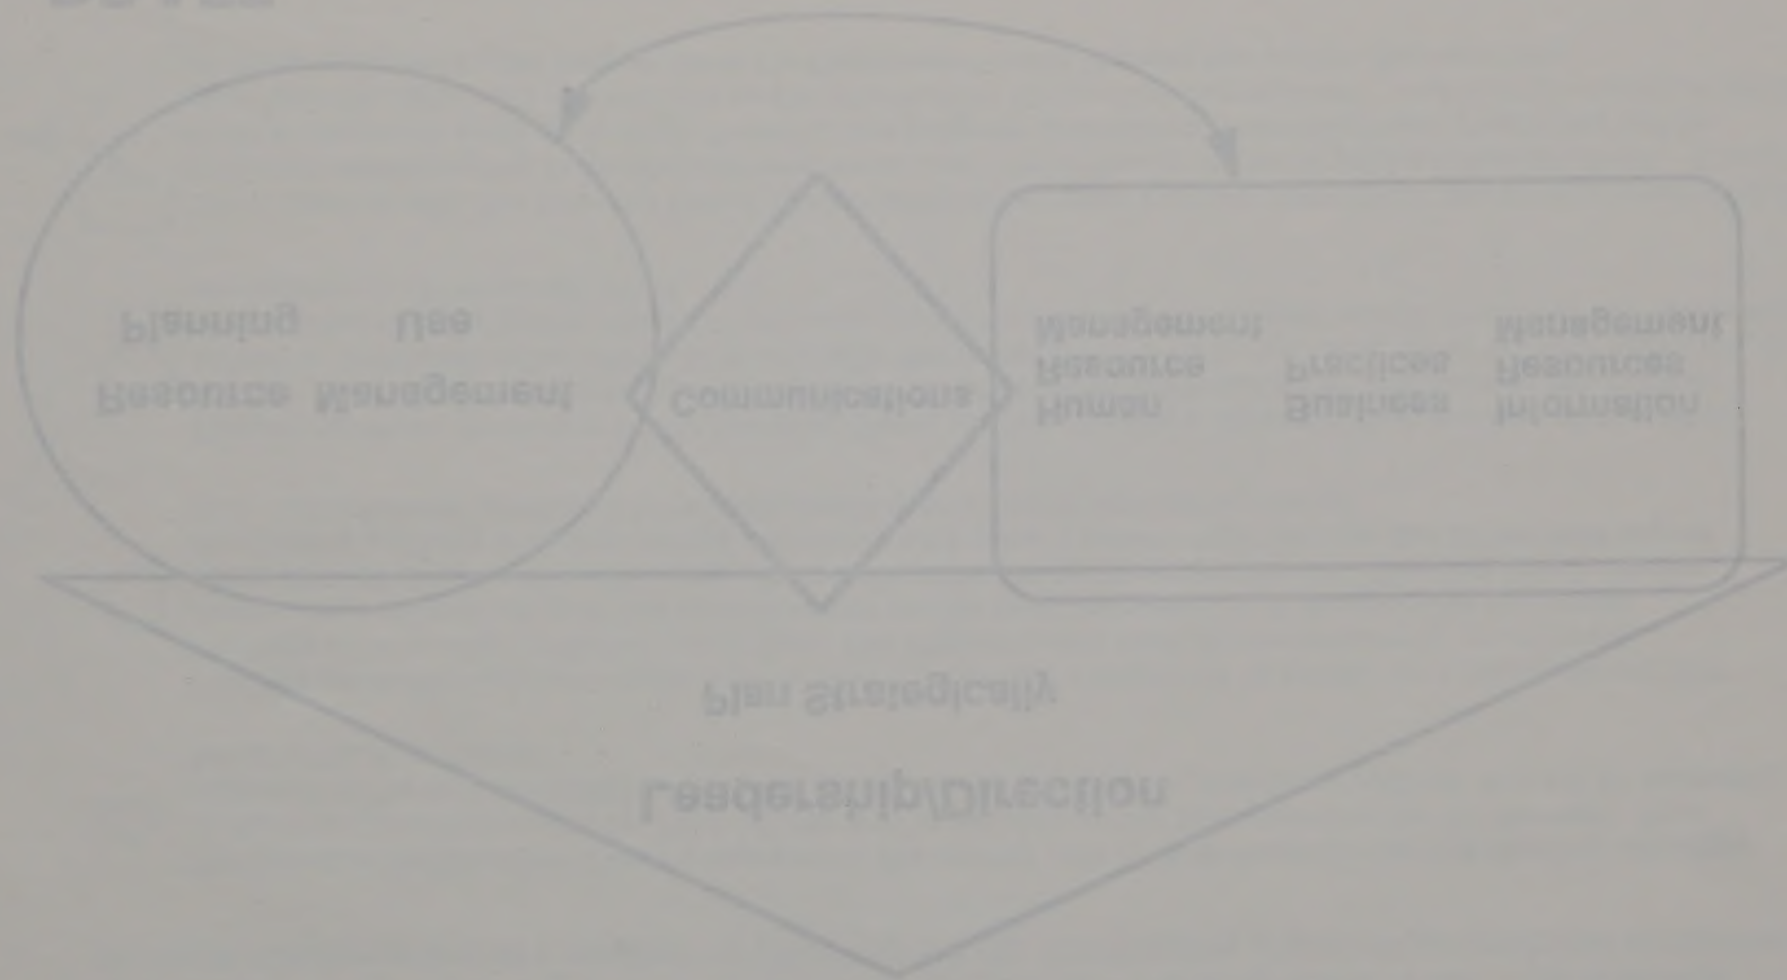 Leadership/Direction
Plan Strategically
Resource Management
Planning Use
Communications
Human
Resource
Management
Business
Practices
Information
Resources
Management